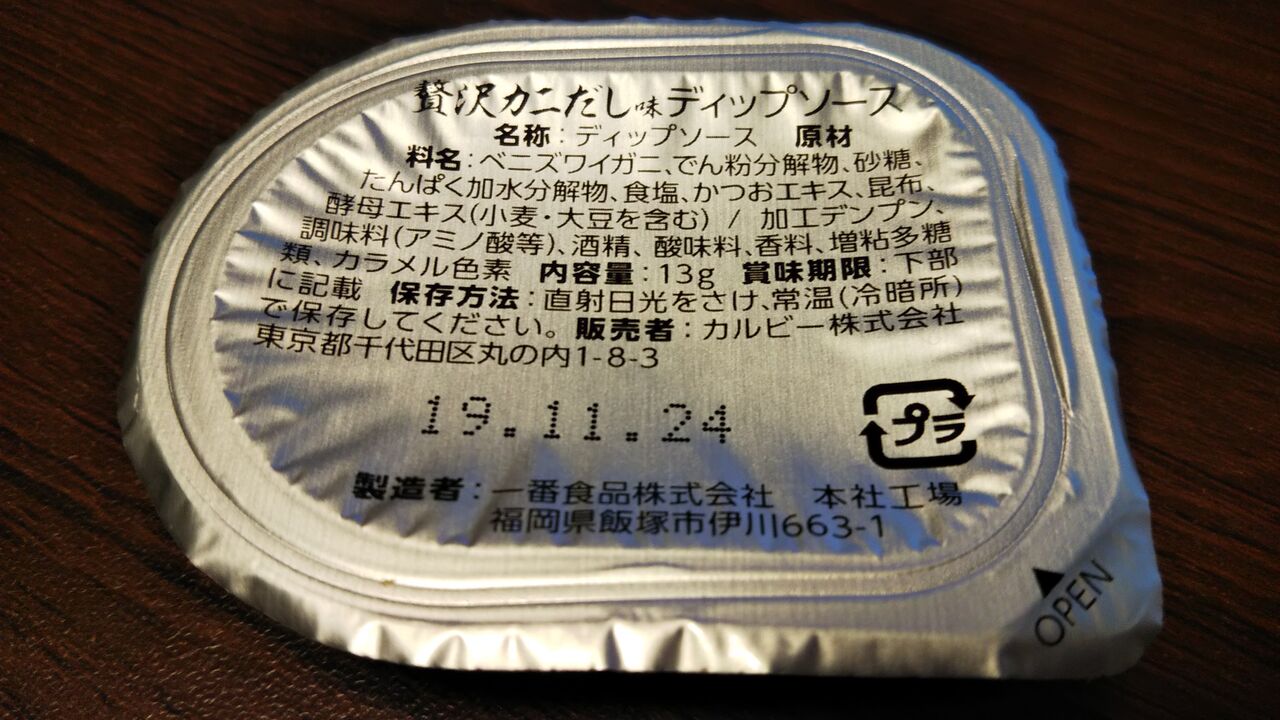 贅沢カニだし味ディップソース
名称：ディップソース　原材
料名：ベニズワイガニ、でん粉分解物、砂糖、
たんぱく加水分解物、食塩、かつおエキス、昆布、
酵母エキス(小麦・大豆を含む) / 加工デンプン、
調味料(アミノ酸等)、酒精、酸味料、香料、増粘多糖
類、カラメル色素　内容量：13g　賞味期限：下部
に記載　保存方法：直射日光をさけ、常温(冷暗所)
で保存してください。販売者：カルビー株式会社
東京都千代田区丸の内1-8-3
19.11.24
プラ
製造者：一番食品株式会社　本社工場
福岡県飯塚市伊川663-1
OPEN